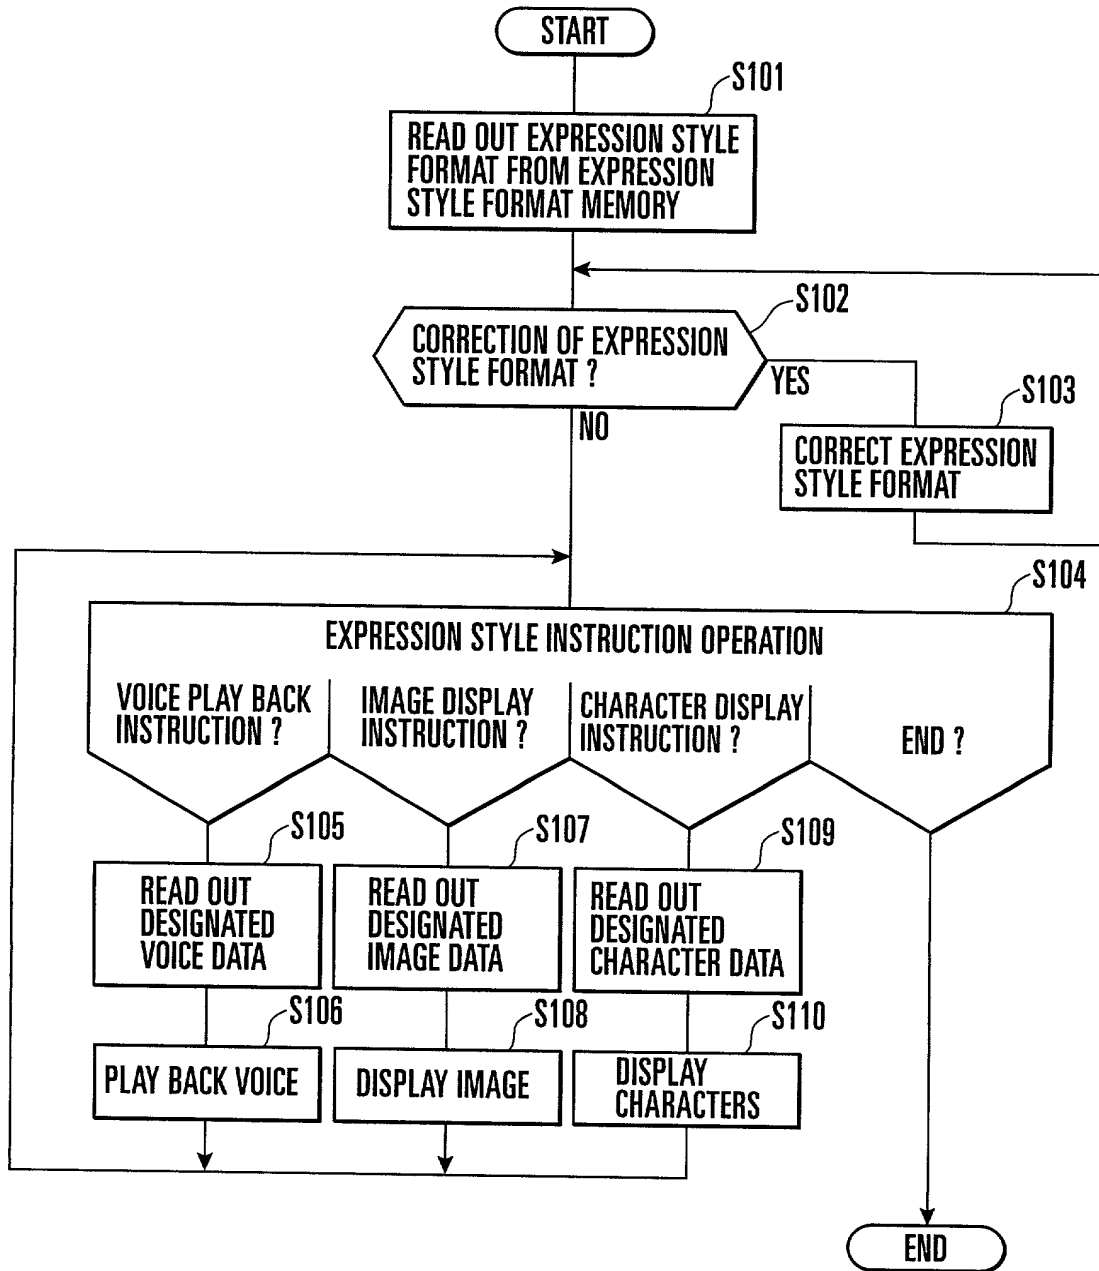 START
S101
READ OUT EXPRESSION STYLE
FORMAT FROM EXPRESSION
STYLE FORMAT MEMORY
S102
CORRECTION OF EXPRESSION
STYLE FORMAT ?
YES
NO
S103
CORRECT EXPRESSION
STYLE FORMAT
S104
EXPRESSION STYLE INSTRUCTION OPERATION
VOICE PLAY BACK
INSTRUCTION ?
IMAGE DISPLAY
INSTRUCTION ?
CHARACTER DISPLAY
INSTRUCTION ?
END ?
S105
READ OUT
DESIGNATED
VOICE DATA
S106
PLAY BACK VOICE
S107
READ OUT
DESIGNATED
IMAGE DATA
S108
DISPLAY IMAGE
S109
READ OUT
DESIGNATED
CHARACTER DATA
S110
DISPLAY
CHARACTERS
END